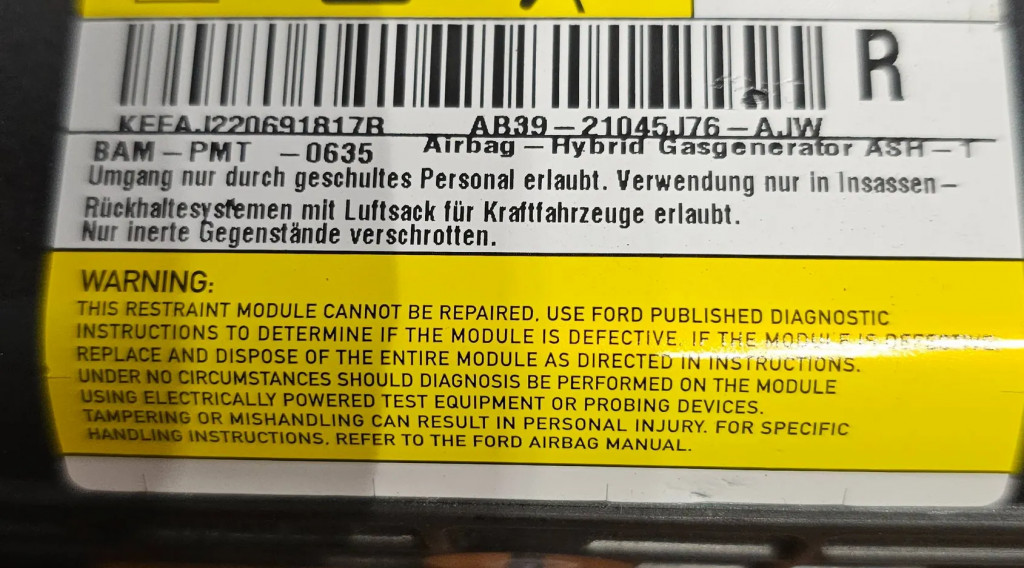 R
KEEAJ220691817R AB39-21045J76-AJW
BAM-PMT -0635 Airbag-Hybrid Gasgenerator ASH-T
Umgang nur durch geschultes Personal erlaubt. Verwendung nur in Insassen-
Rückhaltesystemen mit Luftsack für Kraftfahrzeuge erlaubt.
Nur inerte Gegenstände verschrotten.
WARNING:
THIS RESTRAINT MODULE CANNOT BE REPAIRED, USE FORD PUBLISHED DIAGNOSTIC
INSTRUCTIONS TO DETERMINE IF THE MODULE IS DEFECTIVE. IF THE MODULE IS DEFECTIVE,
REPLACE AND DISPOSE OF THE ENTIRE MODULE AS DIRECTED IN INSTRUCTIONS.
UNDER NO CIRCUMSTANCES SHOULD DIAGNOSIS BE PERFORMED ON THE MODULE
USING ELECTRICALLY POWERED TEST EQUIPMENT OR PROBING DEVICES.
TAMPERING OR MISHANDLING CAN RESULT IN PERSONAL INJURY. FOR SPECIFIC
HANDLING INSTRUCTIONS, REFER TO THE FORD AIRBAG MANUAL.